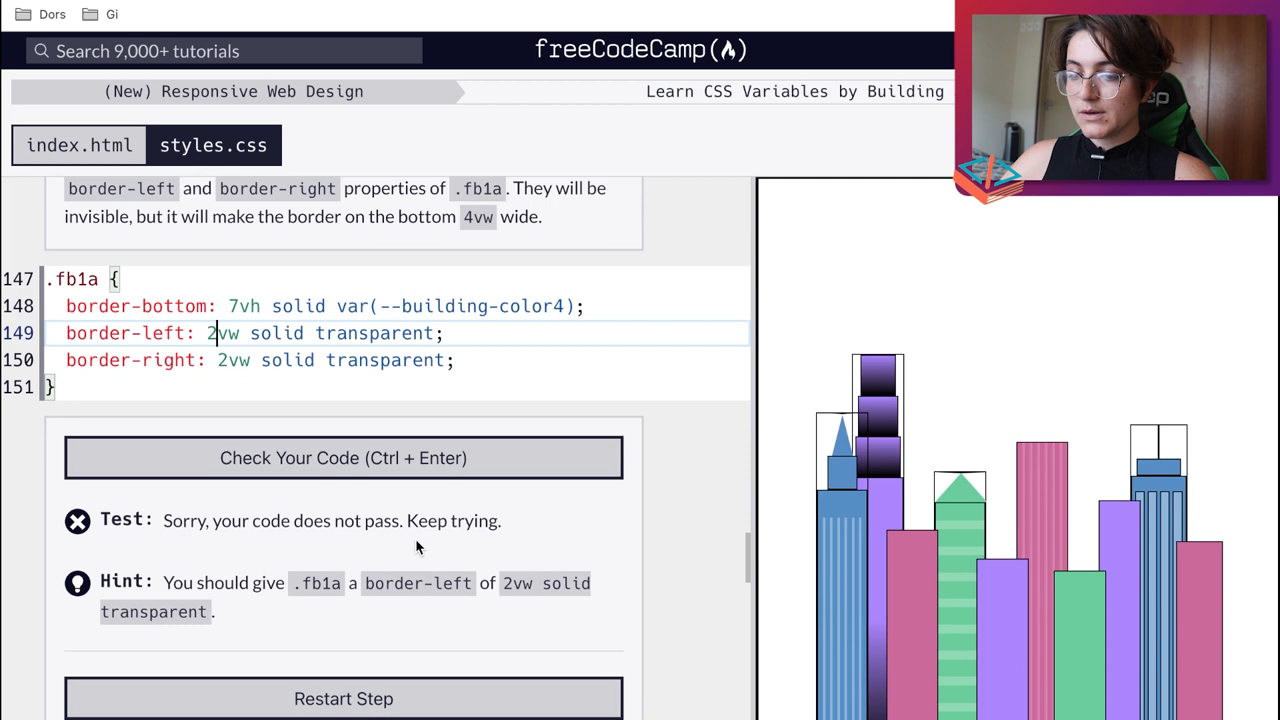 Dors Gi
Search 9,000+ tutorials
freeCodeCamp
(New) Responsive Web Design
Learn CSS Variables by Building
index.html
styles.css
border-left and border-right properties of .fb1a. They will be
invisible, but it will make the border on the bottom 4vw wide.
147 .fb1a {
148 border-bottom: 7vh solid var(--building-color4);
149 border-left: 2vw solid transparent;
150 border-right: 2vw solid transparent;
151 }
Check Your Code (Ctrl + Enter)
Test: Sorry, your code does not pass. Keep trying.
Hint: You should give .fb1a a border-left of 2vw solid
transparent.
Restart Step